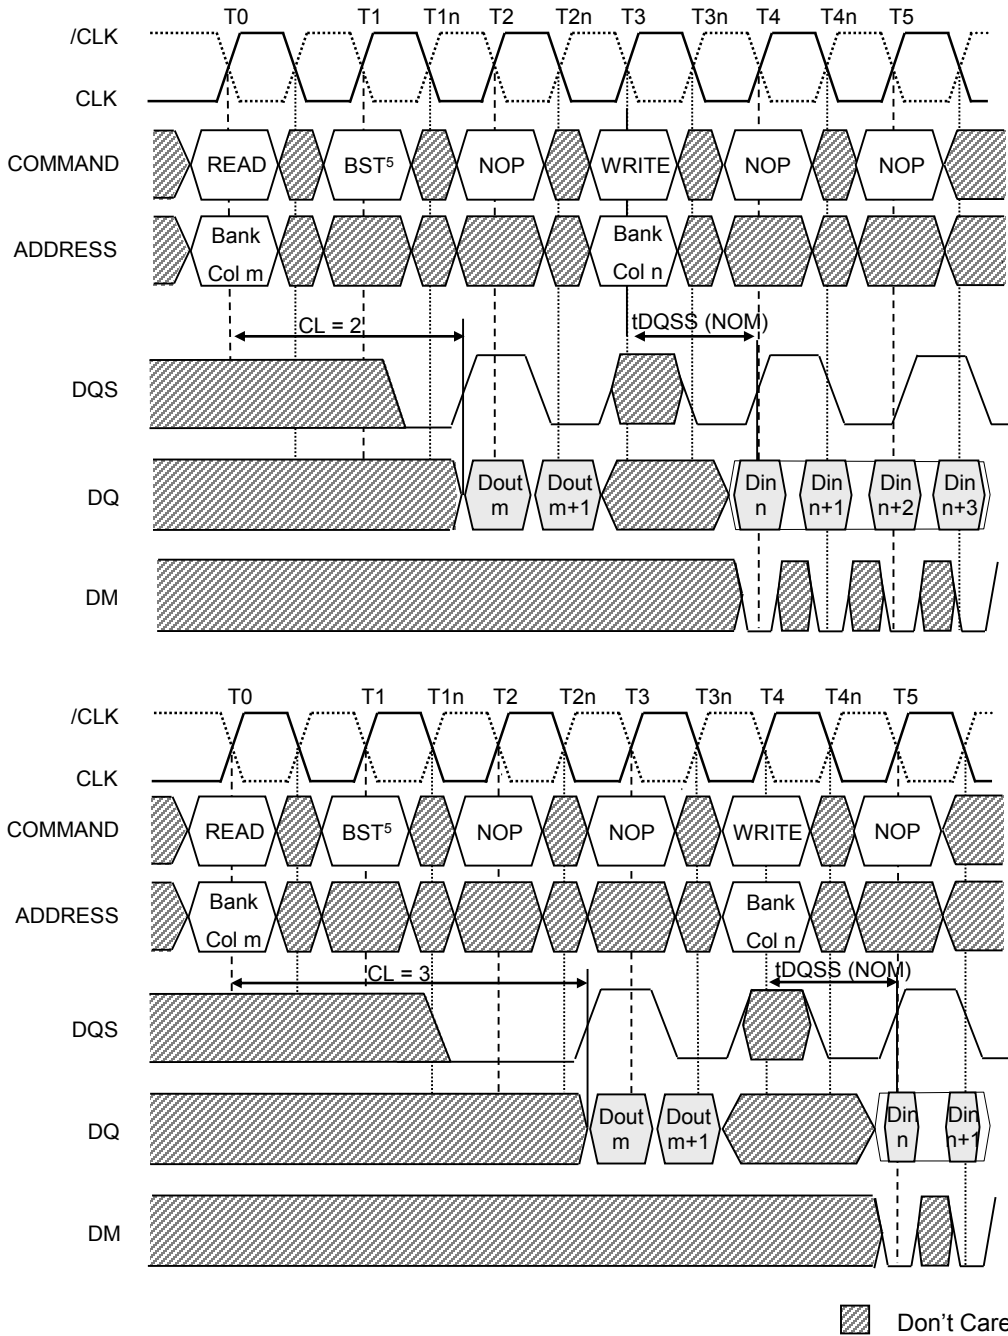 T0 T1 T1n T2 T2n T3 T3n T4 T4n T5
/CLK
CLK
COMMAND READ BST⁵ NOP WRITE NOP NOP
ADDRESS Bank Col m Bank Col n
CL = 2 tDQSS (NOM)
DQS
DQ Dout m Dout m+1 Din n Din n+1 Din n+2 Din n+3
DM
T0 T1 T1n T2 T2n T3 T3n T4 T4n T5
/CLK
CLK
COMMAND READ BST⁵ NOP NOP WRITE NOP
ADDRESS Bank Col m Bank Col n
CL = 3 tDQSS (NOM)
DQS
DQ Dout m Dout m+1 Din n Din n+1
DM
Don't Care